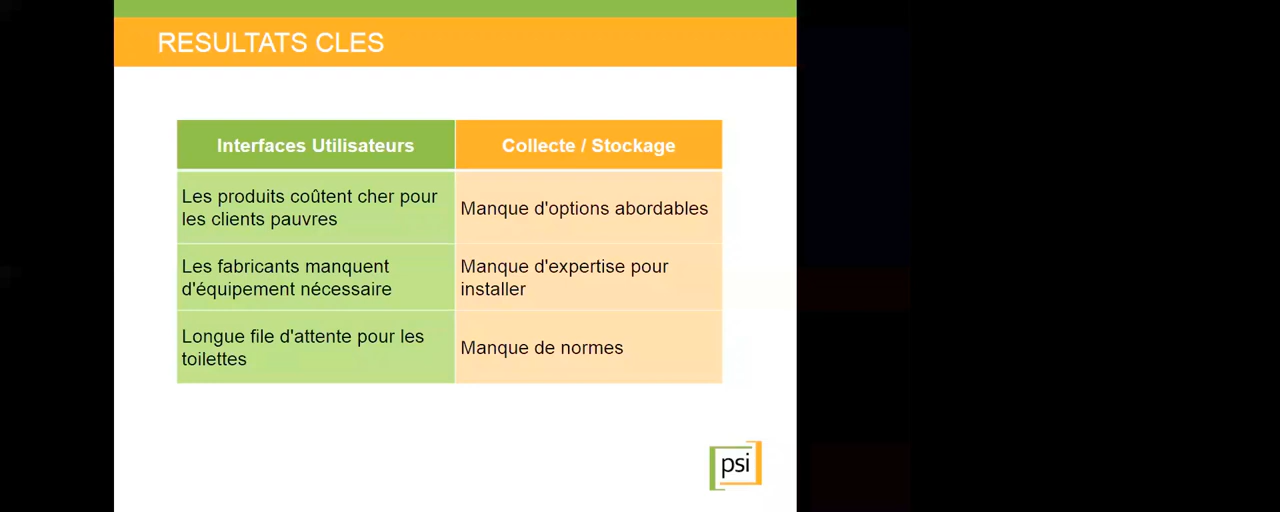 RESULTATS CLES
Interfaces Utilisateurs
Collecte / Stockage
Les produits coûtent cher pour
les clients pauvres
Manque d'options abordables
Les fabricants manquent
d'équipement nécessaire
Manque d'expertise pour
installer
Longue file d'attente pour les
toilettes
Manque de normes
psi